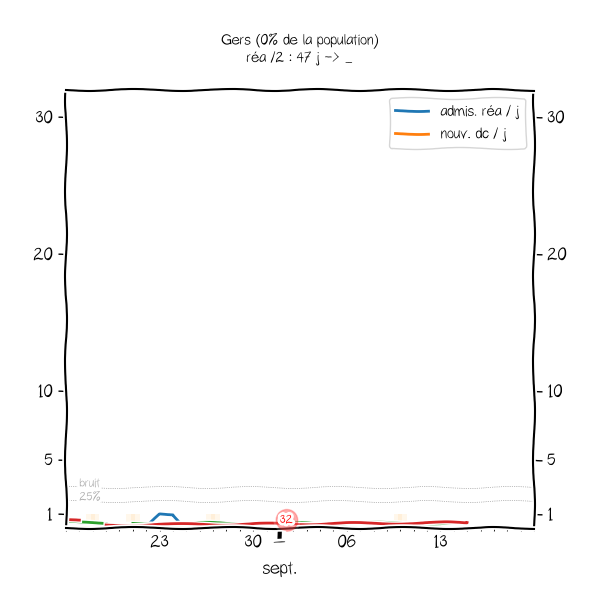 Gers (0% de la population)
réa /2 : 47 j -> _
admis. réa / j
nouv. dc / j
30
30
20
20
10
10
5
5
bruit
25%
1
1
32
23
30
06
13
sept.